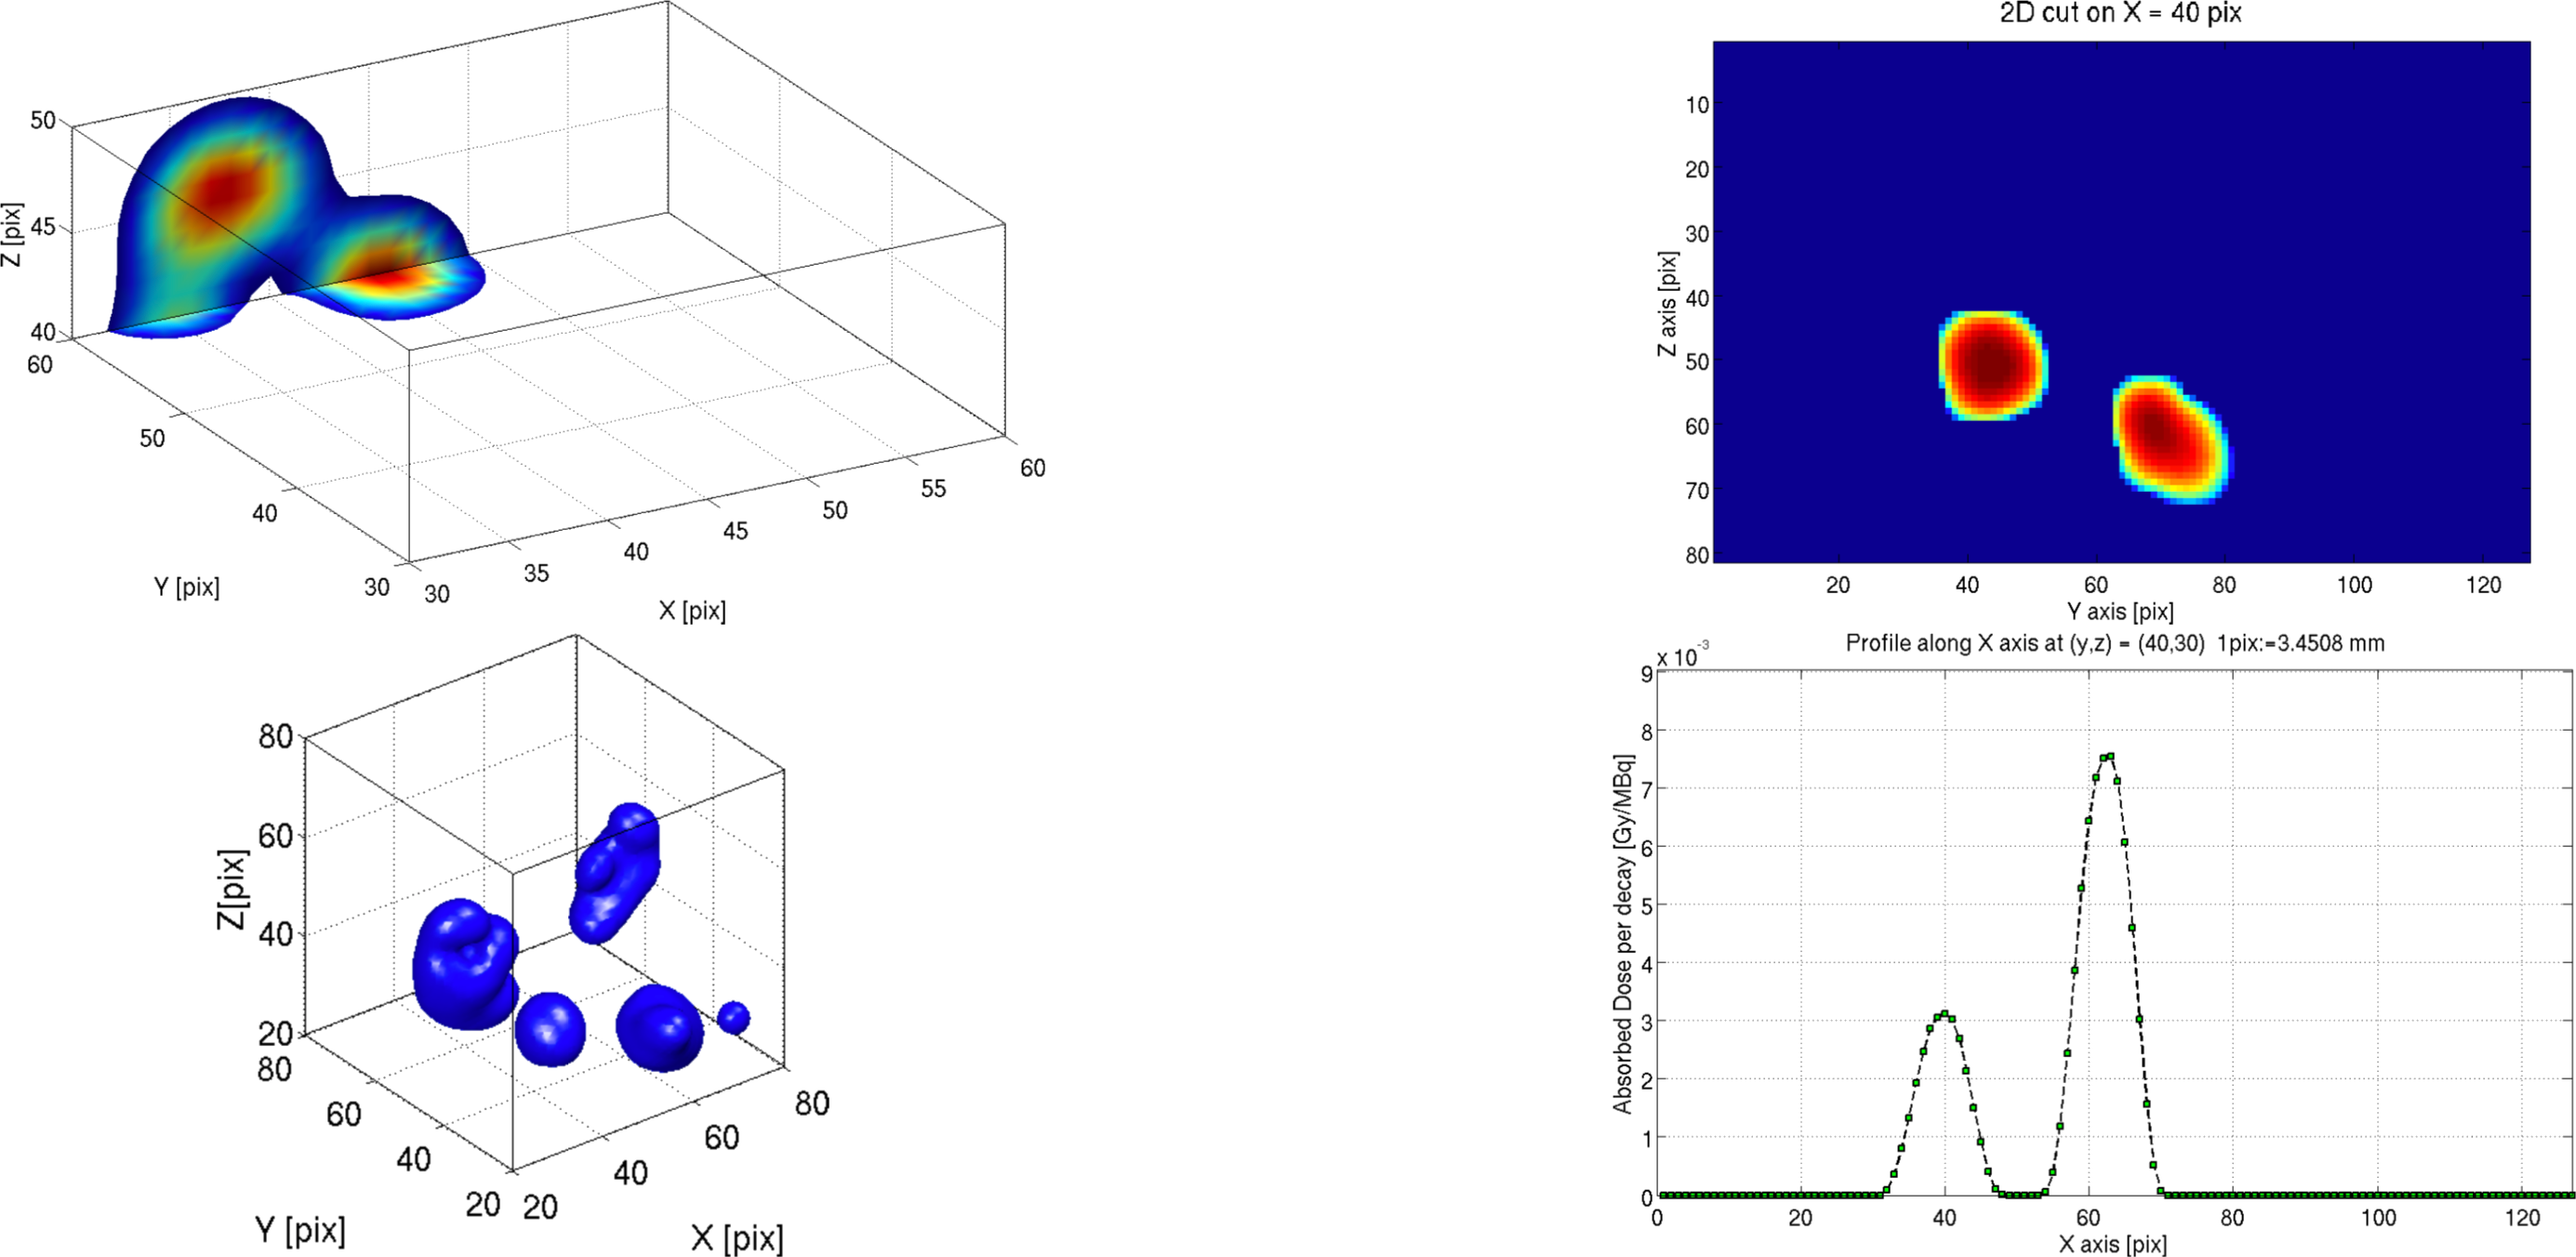 50
45
40
Z [pix]
60
50
40
30
Y [pix]
30
35
40
45
50
55
60
X [pix]
2D cut on X = 40 pix
10
20
30
40
50
60
70
80
Z axis [pix]
20 40 60 80 100 120
Y axis [pix]
80
60
40
20
Z[pix]
80
60
40
20
Y [pix]
20
40
60
80
X [pix]
Profile along X axis at (y,z) = (40,30) 1pix:=3.4508 mm
x 10⁻³
9
8
7
6
5
4
3
2
1
0
Absorbed Dose per decay [Gy/MBq]
0 20 40 60 80 100 120
X axis [pix]